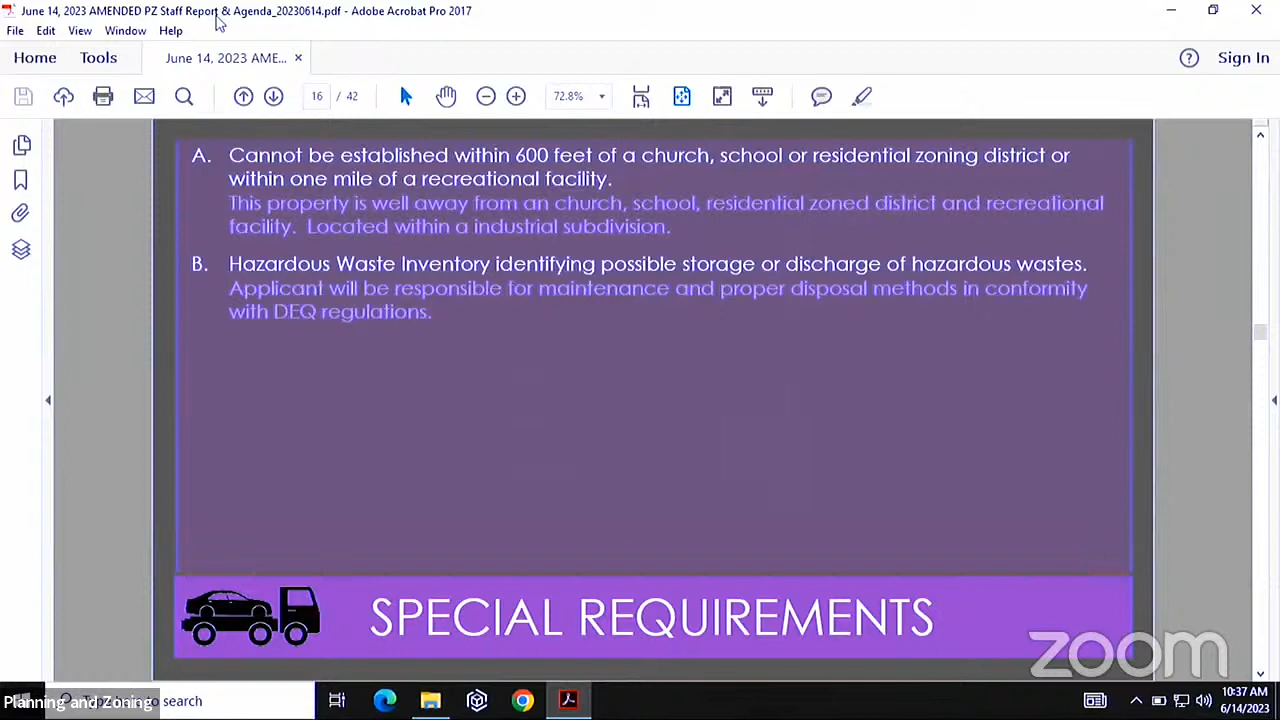 June 14, 2023 AMENDED PZ Staff Report & Agenda_20230614.pdf - Adobe Acrobat Pro 2017
File Edit View Window Help
Home Tools June 14, 2023 AME... × Sign In
16 / 42 72.8%
A. Cannot be established within 600 feet of a church, school or residential zoning district or
within one mile of a recreational facility.
This property is well away from an church, school, residential zoned district and recreational
facility. Located within a industrial subdivision.
B. Hazardous Waste Inventory identifying possible storage or discharge of hazardous wastes.
Applicant will be responsible for maintenance and proper disposal methods in conformity
with DEQ regulations.
SPECIAL REQUIREMENTS
zoom
Planning and Zoning
to search
10:37 AM
6/14/2023